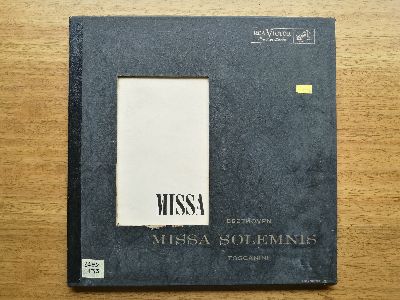 RCA VICTOR
MISSA
BEETHOVEN
MISSA SOLEMNIS
TOSCANINI